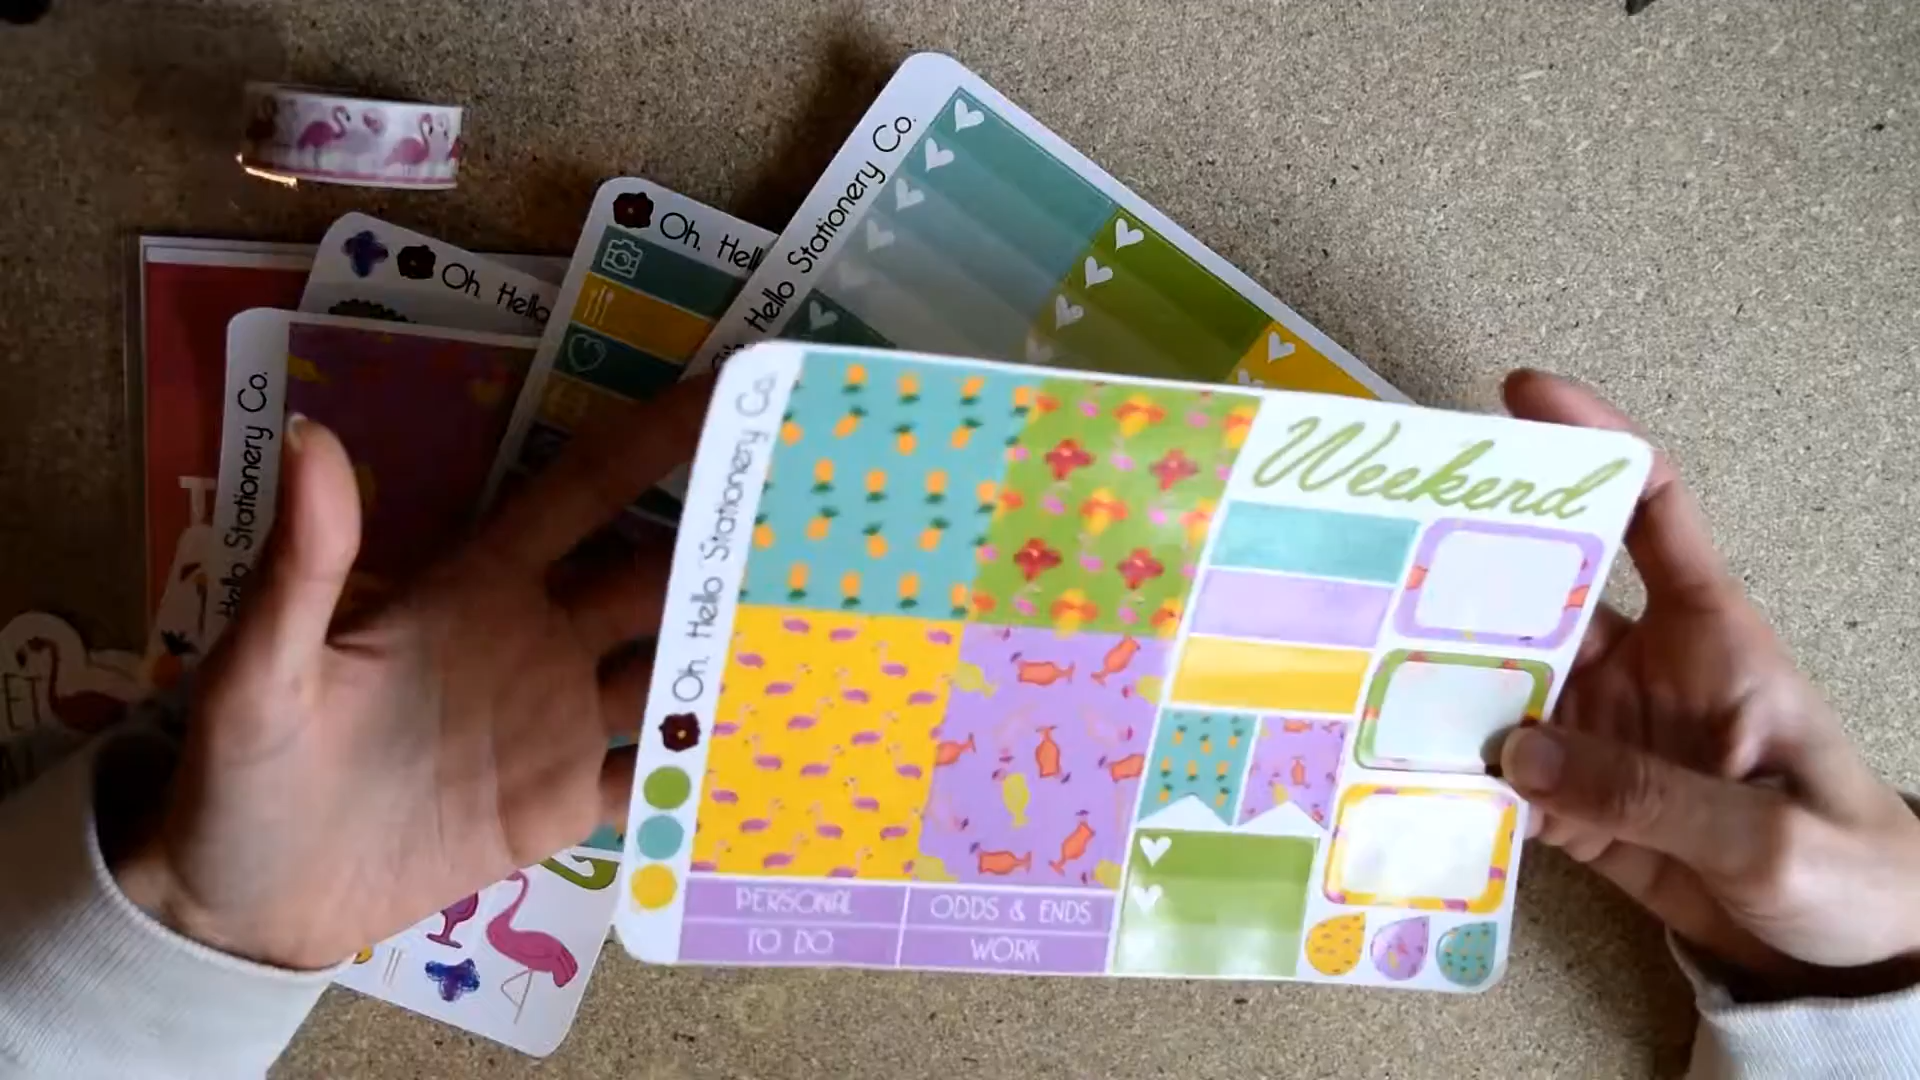 Oh, Hello Stationery Co.
Weekend
PERSONAL
ODDS & ENDS
TO DO
WORK
Hello Stationery Co.
Oh, Hell
Oh, Hello
Hello Stationery Co.
ET